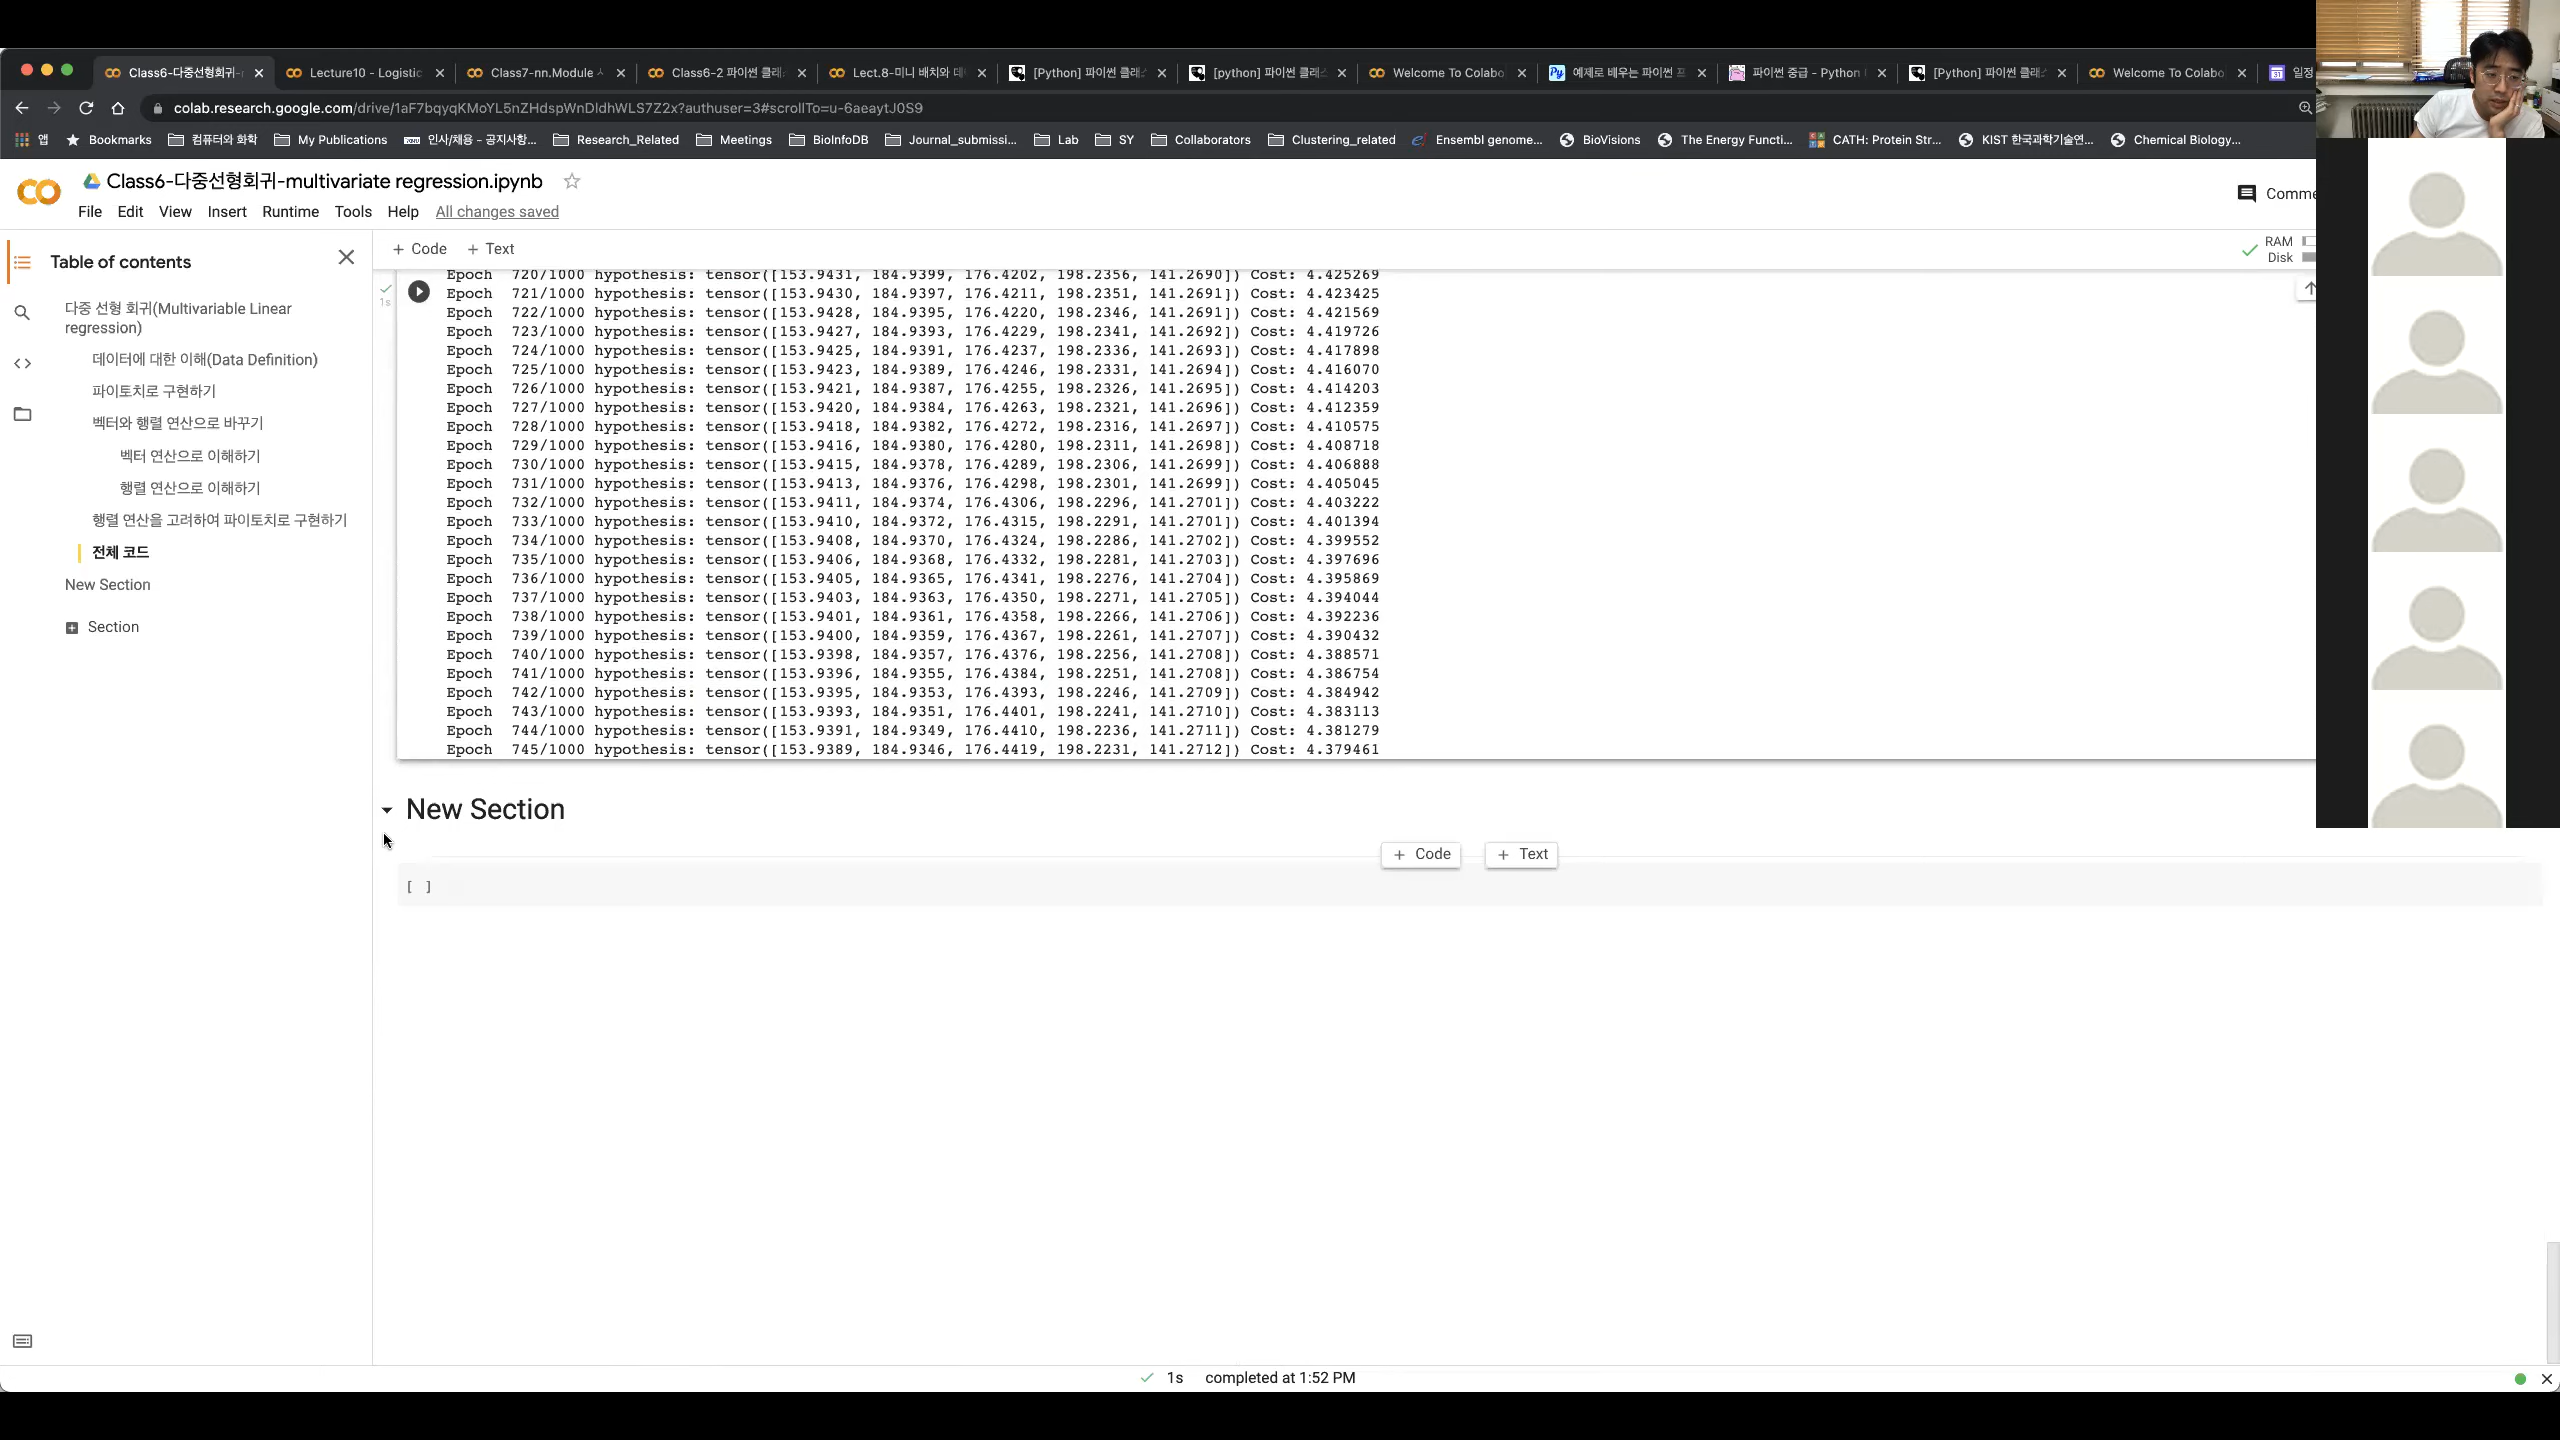 Class6-다중선형회귀-
Lecture10 - Logistic
Class7-nn.Module
Class6-2 파이썬 클래
Lect.8-미니 배치와 데
[Python] 파이썬 클래스
[python] 파이썬 클래스
Welcome To Colabo
예제로 배우는 파이썬 프
파이썬 중급 - Python
[Python] 파이썬 클래스
Welcome To Colabo
일정
colab.research.google.com/drive/1aF7bqyqKMoYL5nZHdspWnDldhWLS7Z2x?authuser=3#scrollTo=u-6aeaytJ0S9
앱 Bookmarks 컴퓨터와 화학 My Publications 인사/채용 - 공지사항... Research_Related Meetings BioInfoDB Journal_submissi... Lab SY Collaborators Clustering_related Ensembl genome... BioVisions The Energy Functi... CATH: Protein Str... KIST 한국과학기술연... Chemical Biology...
Class6-다중선형회귀-multivariate regression.ipynb
File Edit View Insert Runtime Tools Help All changes saved
Comme
Table of contents
다중 선형 회귀(Multivariable Linear
regression)
데이터에 대한 이해(Data Definition)
파이토치로 구현하기
벡터와 행렬 연산으로 바꾸기
벡터 연산으로 이해하기
행렬 연산으로 이해하기
행렬 연산을 고려하여 파이토치로 구현하기
전체 코드
New Section
Section
+ Code + Text
RAM
Disk
1s
Epoch 720/1000 hypothesis: tensor([153.9431, 184.9399, 176.4202, 198.2356, 141.2690]) Cost: 4.425269
Epoch 721/1000 hypothesis: tensor([153.9430, 184.9397, 176.4211, 198.2351, 141.2691]) Cost: 4.423425
Epoch 722/1000 hypothesis: tensor([153.9428, 184.9395, 176.4220, 198.2346, 141.2691]) Cost: 4.421569
Epoch 723/1000 hypothesis: tensor([153.9427, 184.9393, 176.4229, 198.2341, 141.2692]) Cost: 4.419726
Epoch 724/1000 hypothesis: tensor([153.9425, 184.9391, 176.4237, 198.2336, 141.2693]) Cost: 4.417898
Epoch 725/1000 hypothesis: tensor([153.9423, 184.9389, 176.4246, 198.2331, 141.2694]) Cost: 4.416070
Epoch 726/1000 hypothesis: tensor([153.9421, 184.9387, 176.4255, 198.2326, 141.2695]) Cost: 4.414203
Epoch 727/1000 hypothesis: tensor([153.9420, 184.9384, 176.4263, 198.2321, 141.2696]) Cost: 4.412359
Epoch 728/1000 hypothesis: tensor([153.9418, 184.9382, 176.4272, 198.2316, 141.2697]) Cost: 4.410575
Epoch 729/1000 hypothesis: tensor([153.9416, 184.9380, 176.4280, 198.2311, 141.2698]) Cost: 4.408718
Epoch 730/1000 hypothesis: tensor([153.9415, 184.9378, 176.4289, 198.2306, 141.2699]) Cost: 4.406888
Epoch 731/1000 hypothesis: tensor([153.9413, 184.9376, 176.4298, 198.2301, 141.2699]) Cost: 4.405045
Epoch 732/1000 hypothesis: tensor([153.9411, 184.9374, 176.4306, 198.2296, 141.2701]) Cost: 4.403222
Epoch 733/1000 hypothesis: tensor([153.9410, 184.9372, 176.4315, 198.2291, 141.2701]) Cost: 4.401394
Epoch 734/1000 hypothesis: tensor([153.9408, 184.9370, 176.4324, 198.2286, 141.2702]) Cost: 4.399552
Epoch 735/1000 hypothesis: tensor([153.9406, 184.9368, 176.4332, 198.2281, 141.2703]) Cost: 4.397696
Epoch 736/1000 hypothesis: tensor([153.9405, 184.9365, 176.4341, 198.2276, 141.2704]) Cost: 4.395869
Epoch 737/1000 hypothesis: tensor([153.9403, 184.9363, 176.4350, 198.2271, 141.2705]) Cost: 4.394044
Epoch 738/1000 hypothesis: tensor([153.9401, 184.9361, 176.4358, 198.2266, 141.2706]) Cost: 4.392236
Epoch 739/1000 hypothesis: tensor([153.9400, 184.9359, 176.4367, 198.2261, 141.2707]) Cost: 4.390432
Epoch 740/1000 hypothesis: tensor([153.9398, 184.9357, 176.4376, 198.2256, 141.2708]) Cost: 4.388571
Epoch 741/1000 hypothesis: tensor([153.9396, 184.9355, 176.4384, 198.2251, 141.2708]) Cost: 4.386754
Epoch 742/1000 hypothesis: tensor([153.9395, 184.9353, 176.4393, 198.2246, 141.2709]) Cost: 4.384942
Epoch 743/1000 hypothesis: tensor([153.9393, 184.9351, 176.4401, 198.2241, 141.2710]) Cost: 4.383113
Epoch 744/1000 hypothesis: tensor([153.9391, 184.9349, 176.4410, 198.2236, 141.2711]) Cost: 4.381279
Epoch 745/1000 hypothesis: tensor([153.9389, 184.9346, 176.4419, 198.2231, 141.2712]) Cost: 4.379461
New Section
+ Code + Text
[ ]
1s completed at 1:52 PM